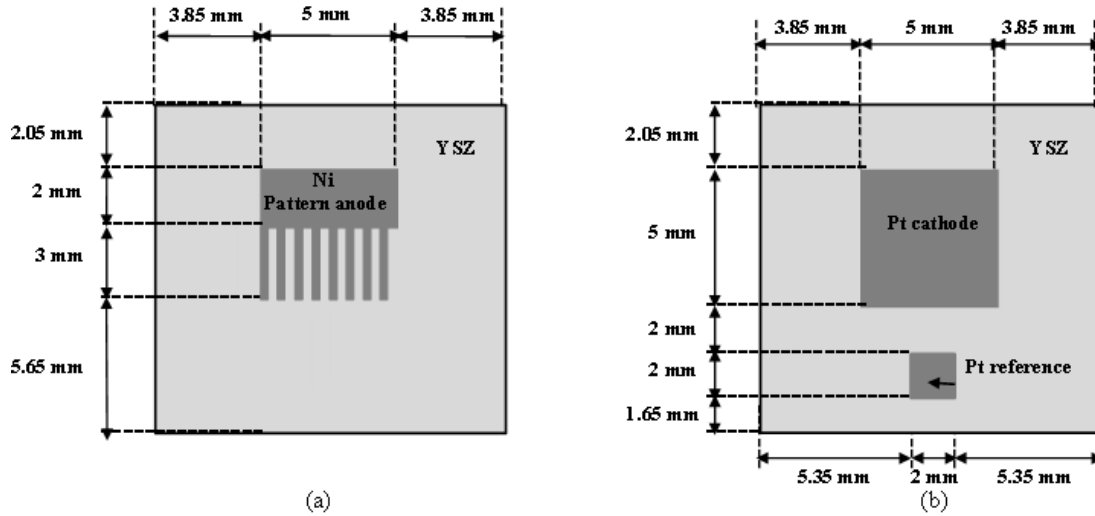 3.85 mm 5 mm 3.85 mm
2.05 mm
YSZ
2 mm
Ni
Pattern anode
3 mm
5.65 mm
(a)
3.85 mm 5 mm 3.85 mm
2.05 mm
YSZ
5 mm
Pt cathode
2 mm
2 mm
Pt reference
1.65 mm
5.35 mm 2 mm 5.35 mm
(b)